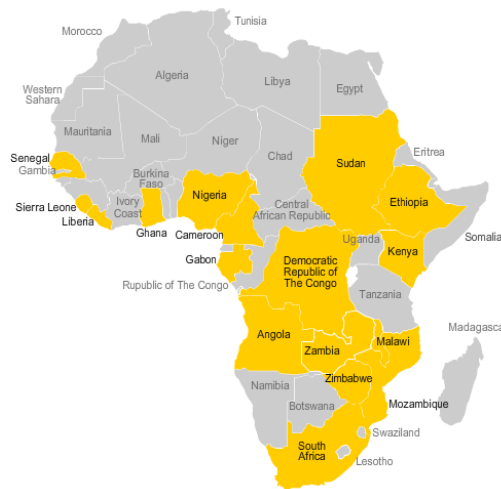 Tunisia
Morocco
Algeria
Libya
Egypt
Western
Sahara
Mauritania
Mali
Niger
Chad
Sudan
Eritrea
Senegal
Gambia
Burkina
Faso
Nigeria
Ethiopia
Sierra Leone
Ivory
Coast
Central
African Republic
Liberia
Ghana
Cameroon
Uganda
Kenya
Somalia
Gabon
Democratic
Republic of
The Congo
Rupublic of The Congo
Tanzania
Angola
Zambia
Malawi
Madagasca
Zimbabwe
Namibia
Botswana
Mozambique
Swaziland
South
Africa
Lesotho